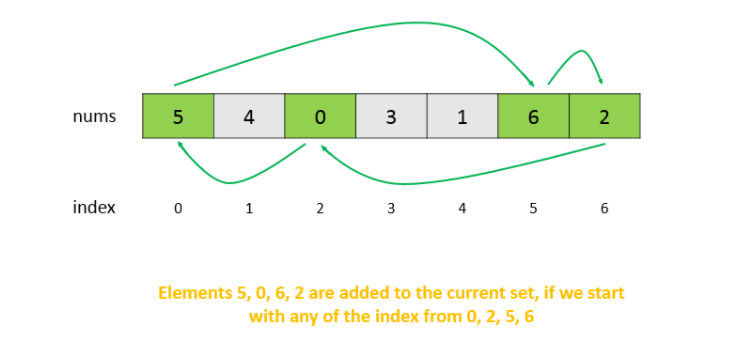 nums 5 4 0 3 1 6 2
index 0 1 2 3 4 5 6
Elements 5, 0, 6, 2 are added to the current set, if we start
with any of the index from 0, 2, 5, 6